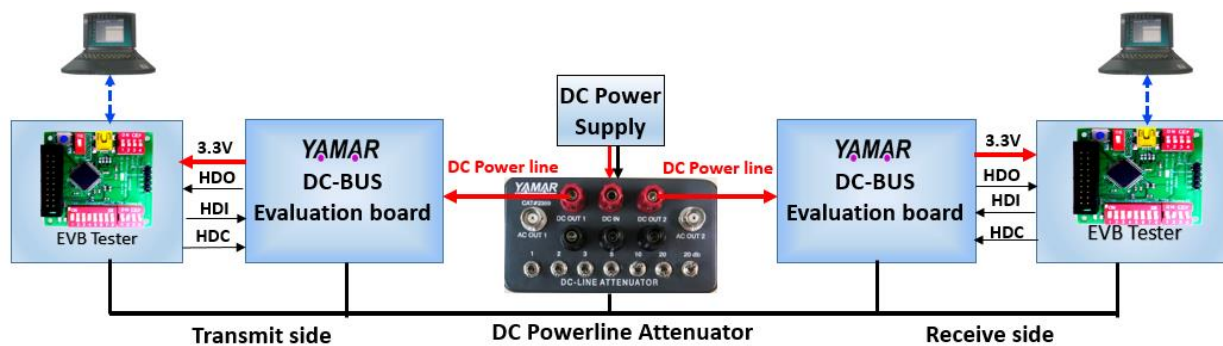 DC Power
Supply
3.3V
HDO
HDI
HDC
EVB Tester
YAMAR
DC-BUS
Evaluation board
DC Power line
DC Power line
YAMAR
CAT#2309
DC OUT 1
DC IN
DC OUT 2
AC OUT 1
AC OUT 2
1 2 3 5 10 20 20 db
DC-LINE ATTENUATOR
YAMAR
DC-BUS
Evaluation board
3.3V
HDO
HDI
HDC
EVB Tester
Transmit side
DC Powerline Attenuator
Receive side